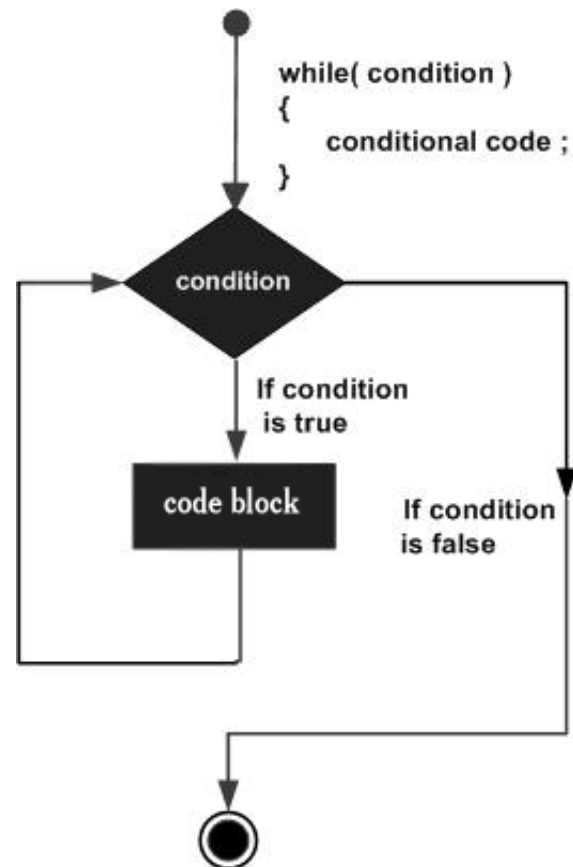 while( condition )
{
conditional code ;
}
condition
If condition
is true
code block
If condition
is false